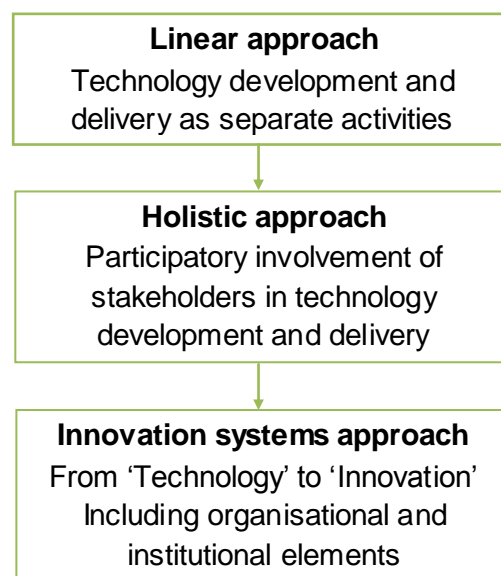 Linear approach
Technology development and
delivery as separate activities
Holistic approach
Participatory involvement of
stakeholders in technology
development and delivery
Innovation systems approach
From ‘Technology’ to ‘Innovation’
Including organisational and
institutional elements